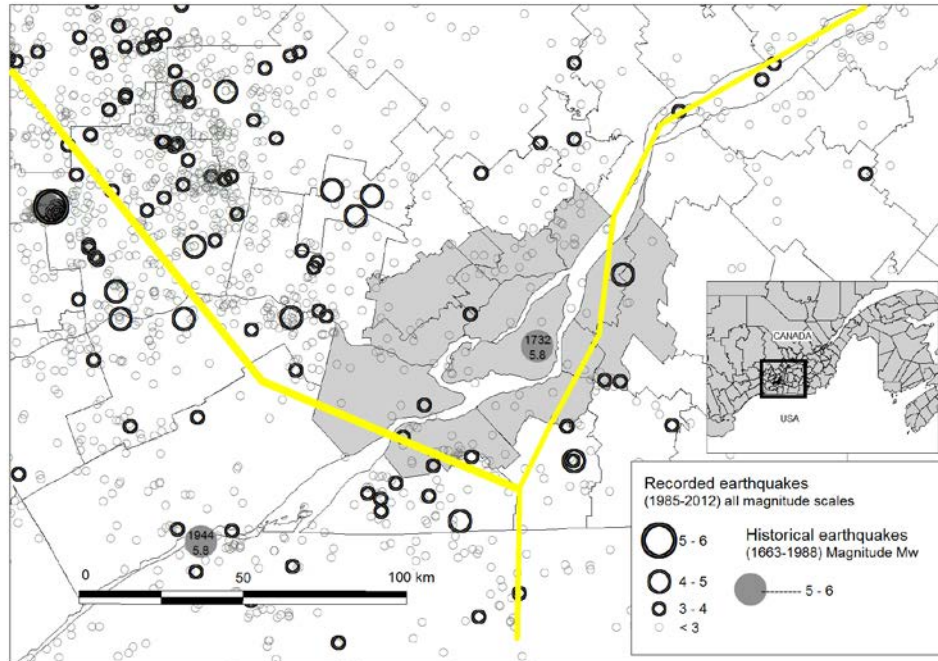 1732
5.8
1944
5.8
0
50
100 km
CANADA
USA
Recorded earthquakes
(1985-2012) all magnitude scales
5 - 6
4 - 5
3 - 4
< 3
Historical earthquakes
(1663-1988) Magnitude Mw
5 - 6